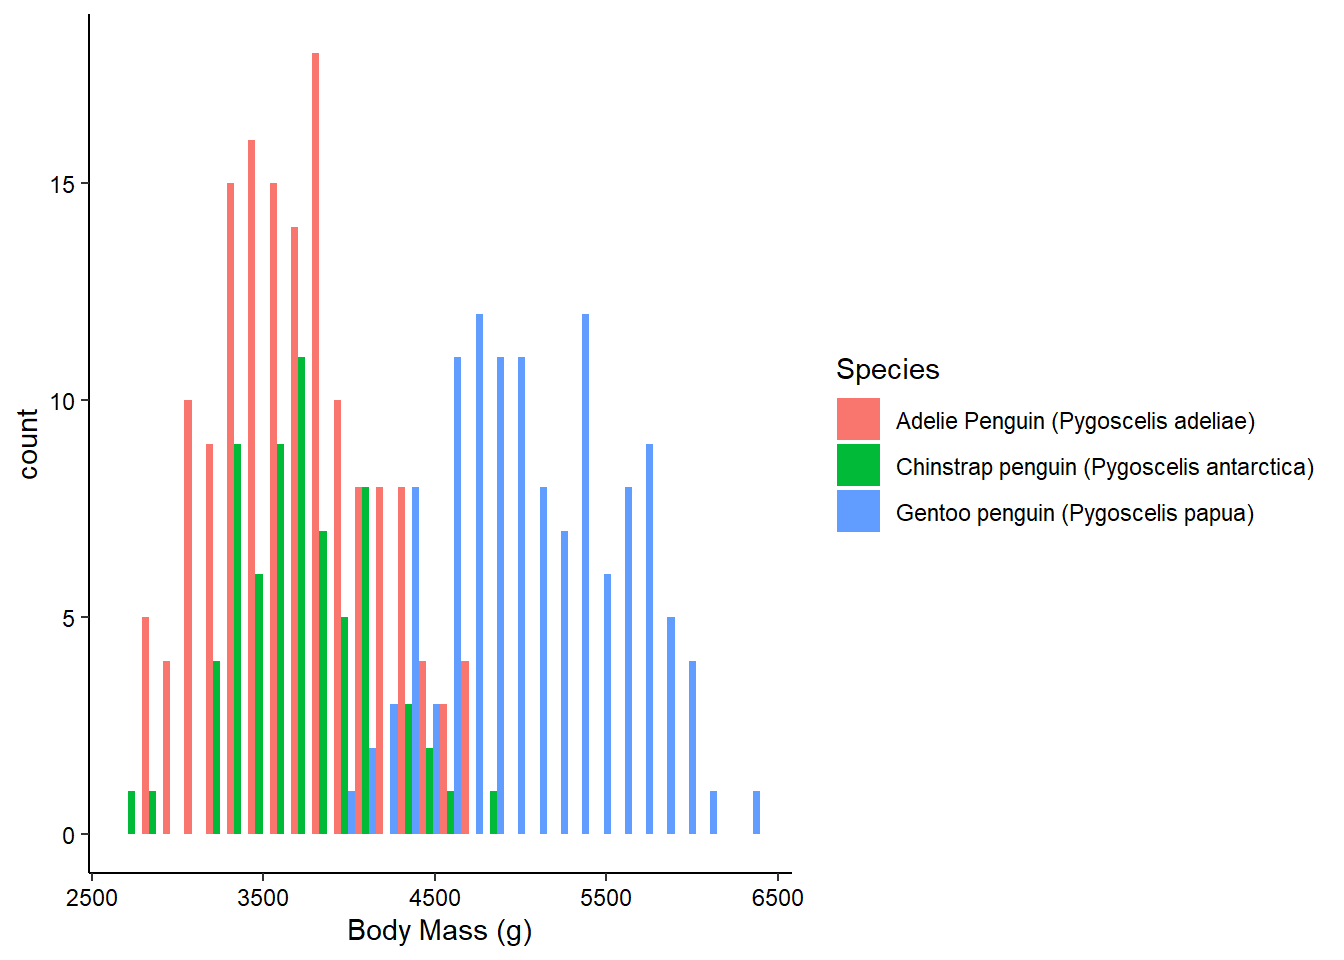 15
10
5
0
count
2500 3500 4500 5500 6500
Body Mass (g)
Species
Adelie Penguin (Pygoscelis adeliae)
Chinstrap penguin (Pygoscelis antarctica)
Gentoo penguin (Pygoscelis papua)